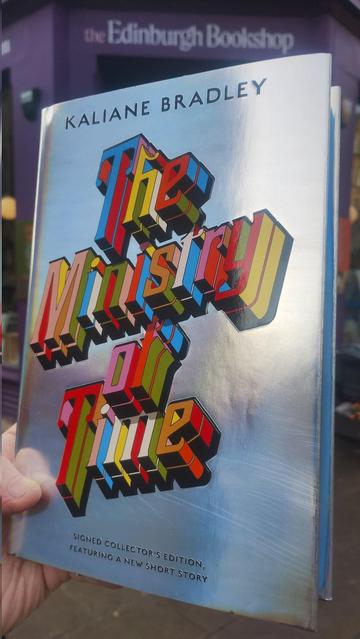 the Edinburgh Bookshop
KALIANE BRADLEY
The
Ministry
of
Time
SIGNED COLLECTOR'S EDITION,
FEATURING A NEW SHORT STORY